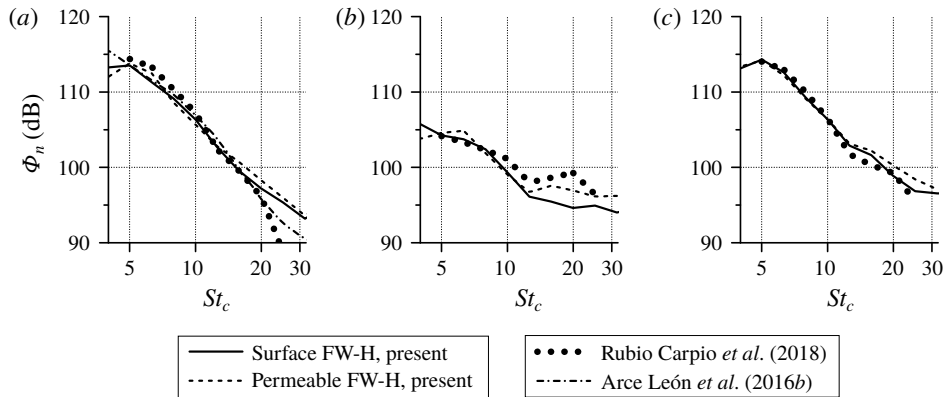 (a)
(b)
(c)
120
110
100
90
Φn (dB)
5 10 20 30
Stc
120
110
100
90
5 10 20 30
Stc
120
110
100
90
5 10 20 30
Stc
Surface FW-H, present
Permeable FW-H, present
Rubio Carpio et al. (2018)
Arce León et al. (2016b)